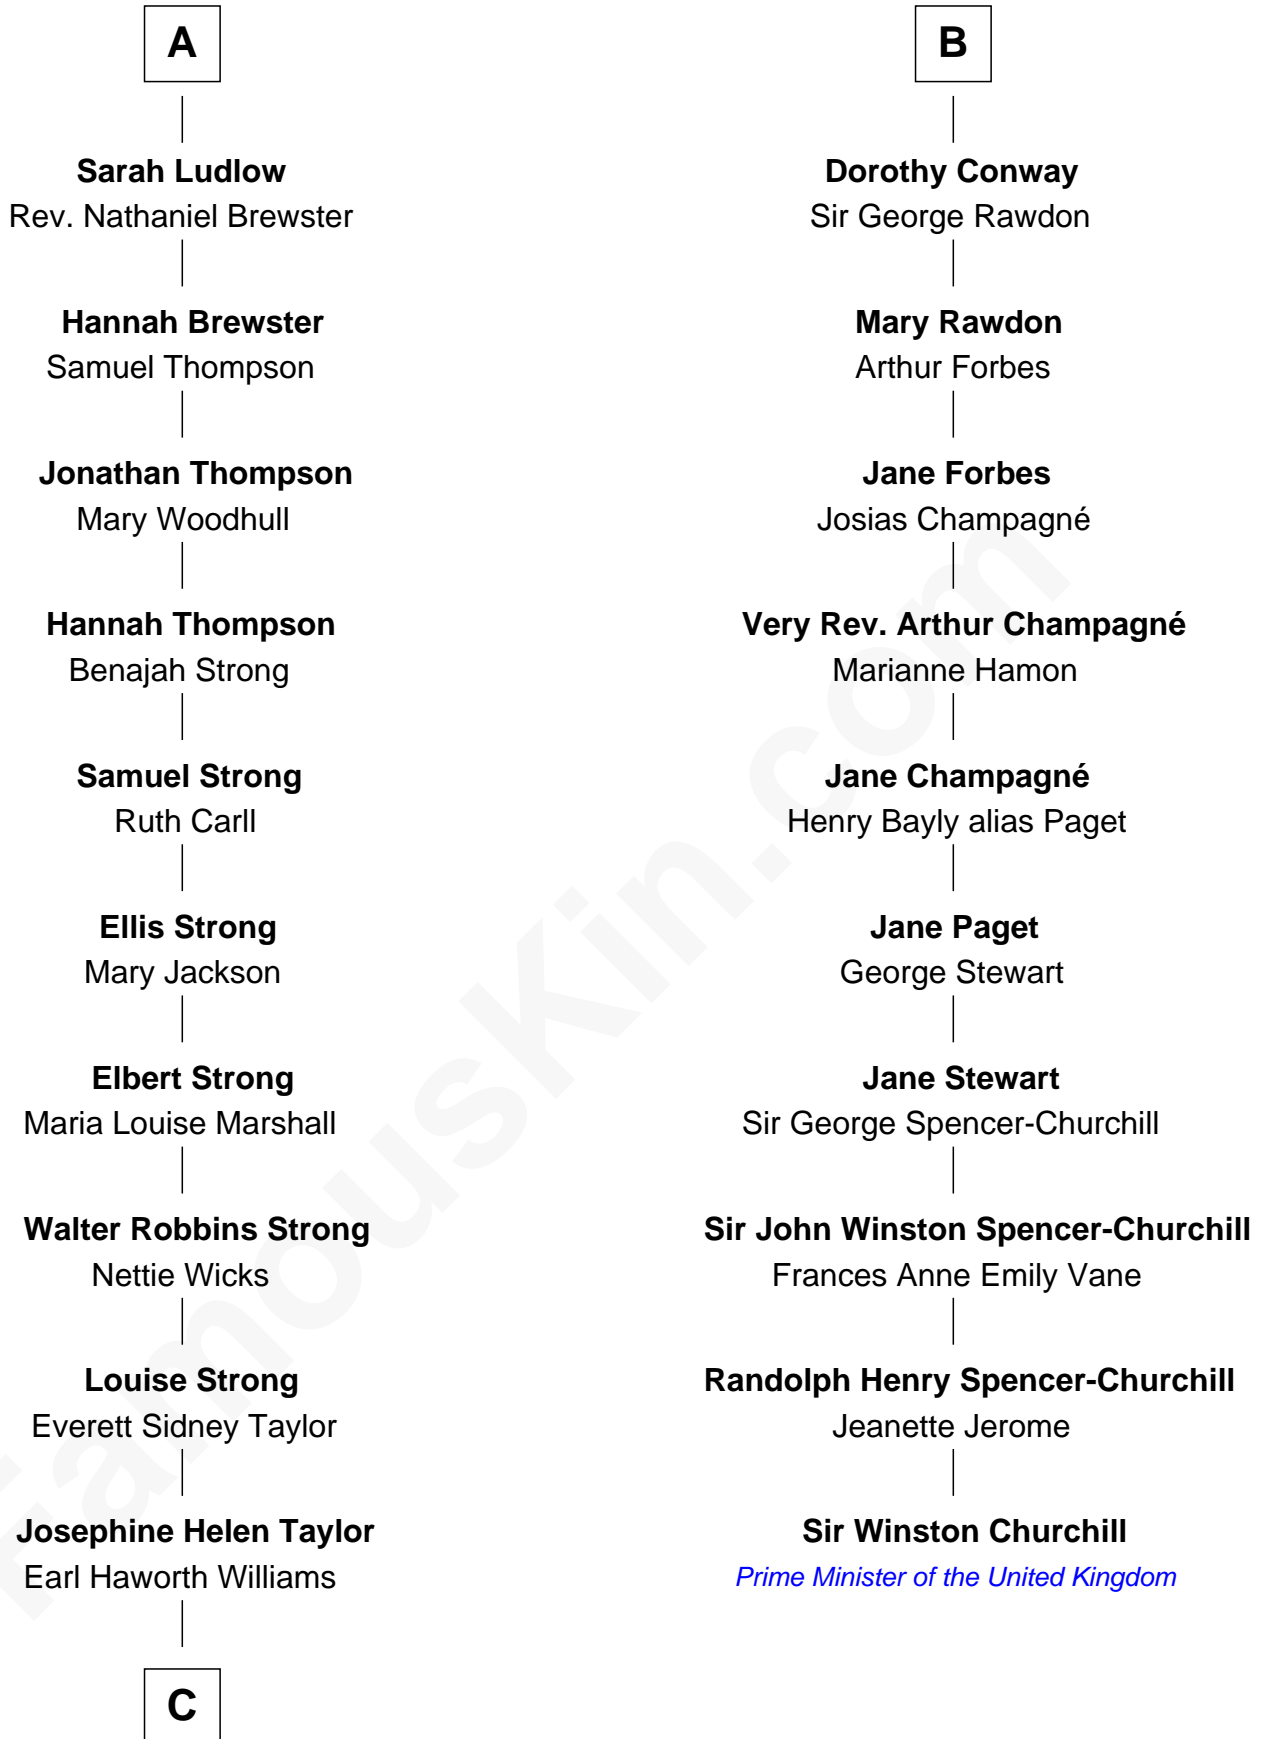 A
Sarah Ludlow
Rev. Nathaniel Brewster
Hannah Brewster
Samuel Thompson
Jonathan Thompson
Mary Woodhull
Hannah Thompson
Benajah Strong
Samuel Strong
Ruth Carll
Ellis Strong
Mary Jackson
Elbert Strong
Maria Louise Marshall
Walter Robbins Strong
Nettie Wicks
Louise Strong
Everett Sidney Taylor
Josephine Helen Taylor
Earl Haworth Williams
C
B
Dorothy Conway
Sir George Rawdon
Mary Rawdon
Arthur Forbes
Jane Forbes
Josias Champagné
Very Rev. Arthur Champagné
Marianne Hamon
Jane Champagné
Henry Bayly alias Paget
Jane Paget
George Stewart
Jane Stewart
Sir George Spencer-Churchill
Sir John Winston Spencer-Churchill
Frances Anne Emily Vane
Randolph Henry Spencer-Churchill
Jeanette Jerome
Sir Winston Churchill
Prime Minister of the United Kingdom
FamousKin.com